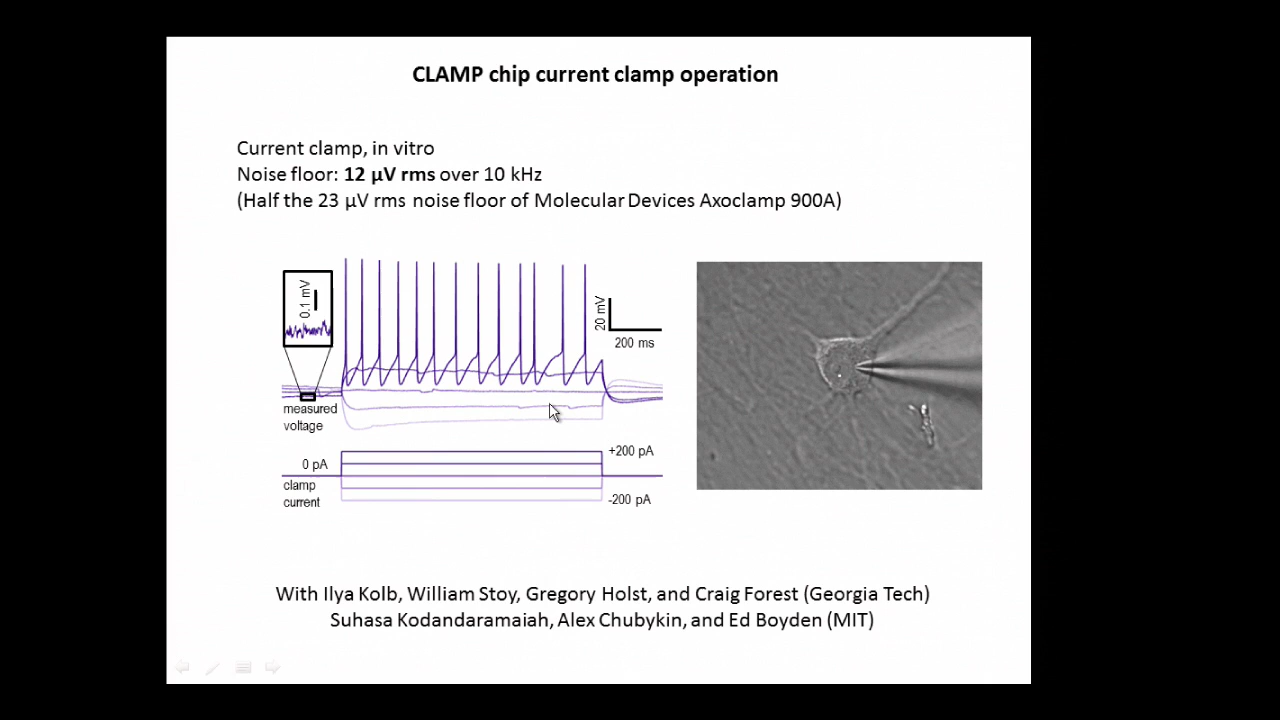 CLAMP chip current clamp operation
Current clamp, in vitro
Noise floor: 12 µV rms over 10 kHz
(Half the 23 µV rms noise floor of Molecular Devices Axoclamp 900A)
0.1 mV
20 mV
200 ms
measured
voltage
+200 pA
0 pA
clamp
current
-200 pA
With Ilya Kolb, William Stoy, Gregory Holst, and Craig Forest (Georgia Tech)
Suhasa Kodandaramaiah, Alex Chubykin, and Ed Boyden (MIT)